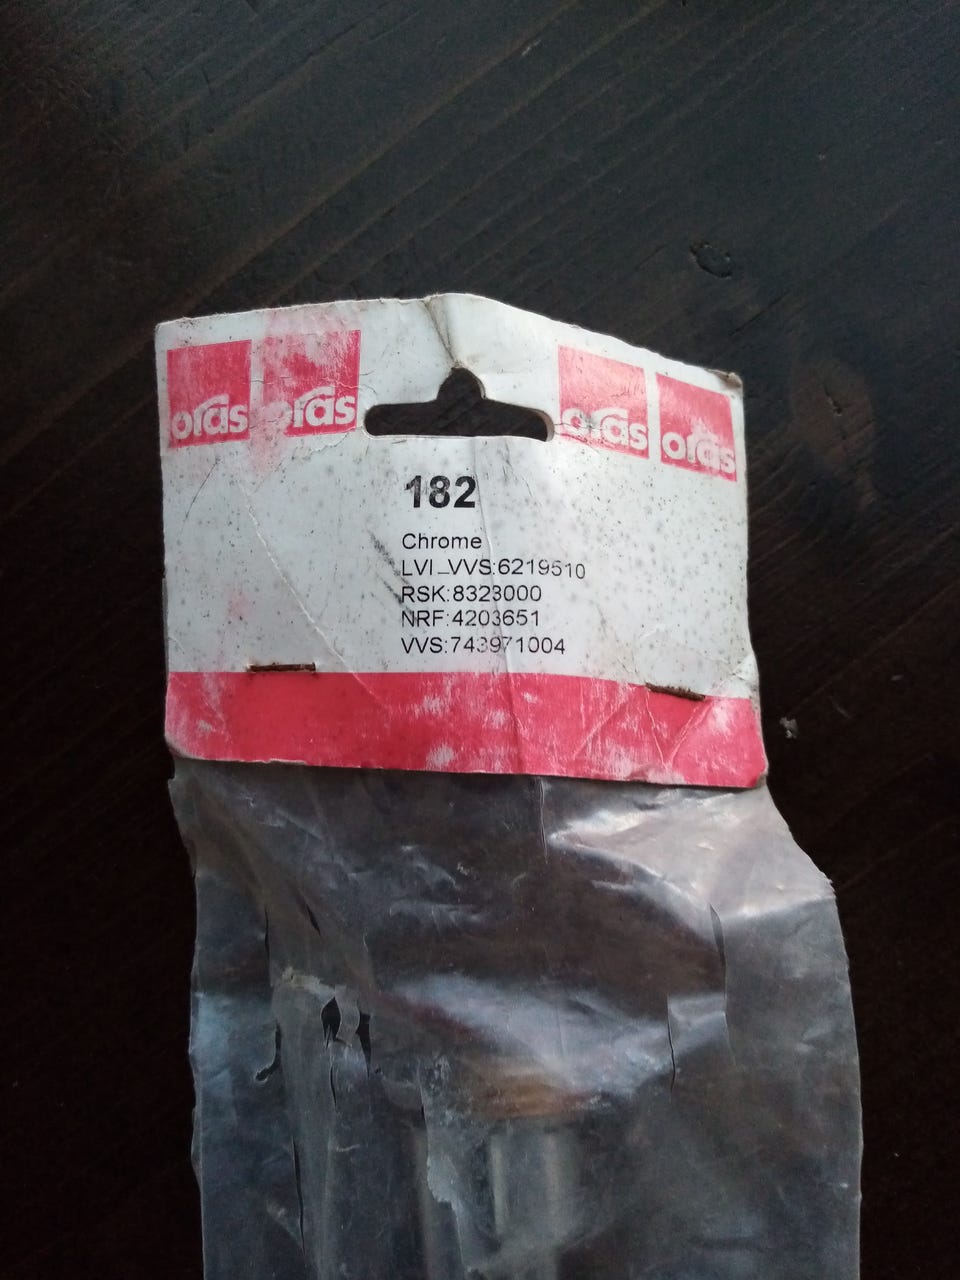 oras oras oras oras
182
Chrome
LVI_VVS:6219510
RSK:8323000
NRF:4203651
VVS:743971004